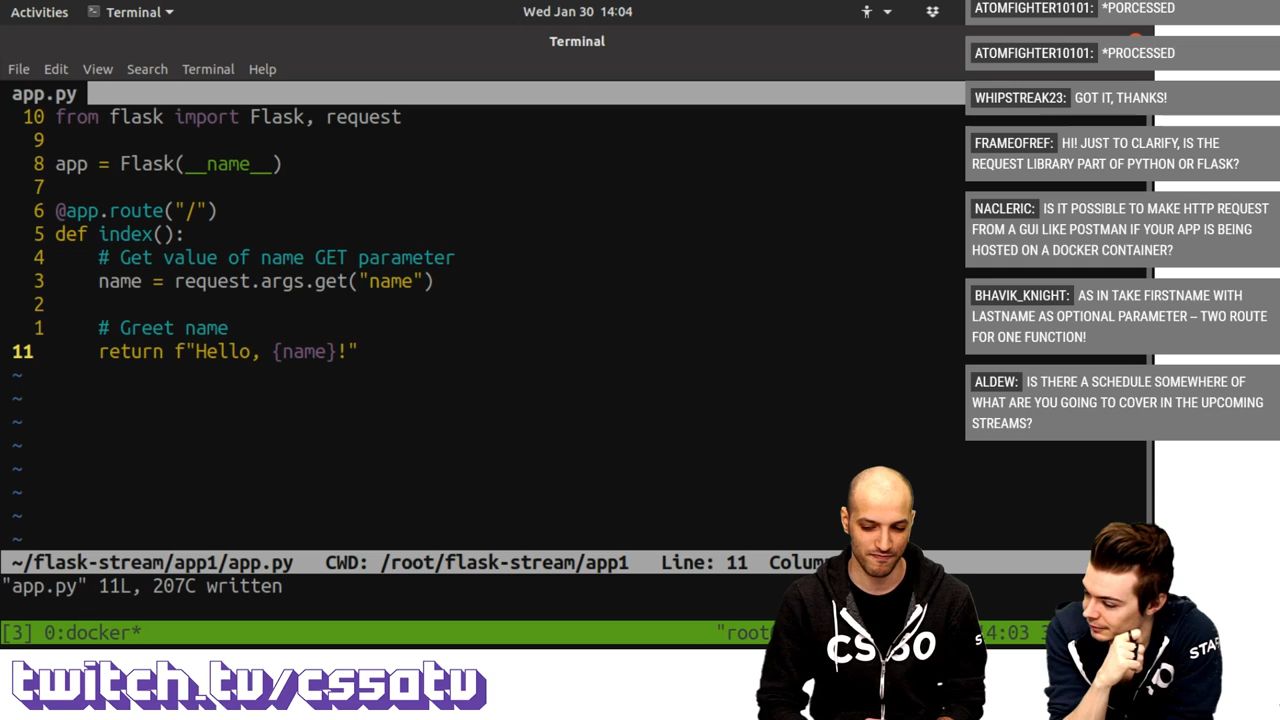 Activities Terminal Wed Jan 30 14:04
Terminal
File Edit View Search Terminal Help
app.py
10 from flask import Flask, request
9
8 app = Flask(__name__)
7
6 @app.route("/")
5 def index():
4 # Get value of name GET parameter
3 name = request.args.get("name")
2
1 # Greet name
11 return f"Hello, {name}!"
~
~
~
~
~
~
~
~
~/flask-stream/app1/app.py CWD: /root/flask-stream/app1 Line: 11
"app.py" 11L, 207C written
[3] 0:docker* "root 14:03
twitch.tv/cs50tv
ATOMFIGHTER10101: *PORCESSED
ATOMFIGHTER10101: *PROCESSED
WHIPSTREAK23: GOT IT, THANKS!
FRAMEOFREF: HI! JUST TO CLARIFY, IS THE
REQUEST LIBRARY PART OF PYTHON OR FLASK?
NACLERIC: IS IT POSSIBLE TO MAKE HTTP REQUEST
FROM A GUI LIKE POSTMAN IF YOUR APP IS BEING
HOSTED ON A DOCKER CONTAINER?
BHAVIK_KNIGHT: AS IN TAKE FIRSTNAME WITH
LASTNAME AS OPTIONAL PARAMETER – TWO ROUTE
FOR ONE FUNCTION!
ALDEW: IS THERE A SCHEDULE SOMEWHERE OF
WHAT ARE YOU GOING TO COVER IN THE UPCOMING
STREAMS?